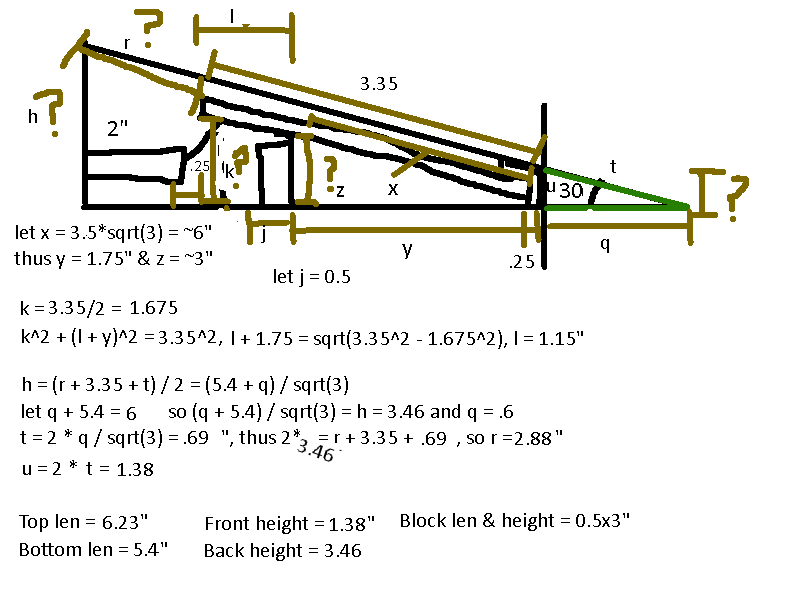 l
r ?
3.35
h ?
2"
.25
k ?
?
z
x
u 30
t
?
j
y
q
.25
let x = 3.5*sqrt(3) = ~6"
thus y = 1.75" & z = ~3"
let j = 0.5
k = 3.35/2 = 1.675
k^2 + (l + y)^2 = 3.35^2, l + 1.75 = sqrt(3.35^2 - 1.675^2), l = 1.15"
h = (r + 3.35 + t) / 2 = (5.4 + q) / sqrt(3)
let q + 5.4 = 6 so (q + 5.4) / sqrt(3) = h = 3.46 and q = .6
t = 2 * q / sqrt(3) = .69 ", thus 2* 3.46 = r + 3.35 + .69 , so r = 2.88"
u = 2 * t = 1.38
Top len = 6.23" Front height = 1.38" Block len & height = 0.5x3"
Bottom len = 5.4" Back height = 3.46